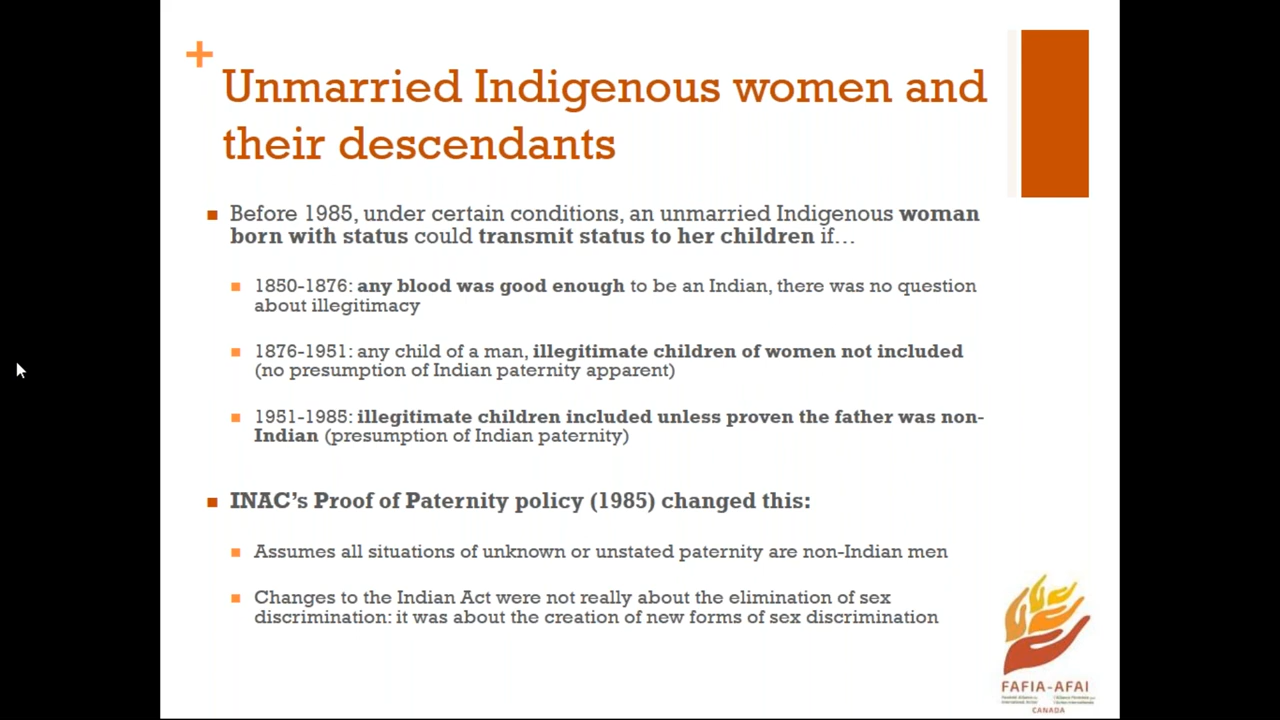 +
Unmarried Indigenous women and
their descendants
Before 1985, under certain conditions, an unmarried Indigenous woman
born with status could transmit status to her children if…
1850-1876: any blood was good enough to be an Indian, there was no question
about illegitimacy
1876-1951: any child of a man, illegitimate children of women not included
(no presumption of Indian paternity apparent)
1951-1985: illegitimate children included unless proven the father was non-
Indian (presumption of Indian paternity)
INAC’s Proof of Paternity policy (1985) changed this:
Assumes all situations of unknown or unstated paternity are non-Indian men
Changes to the Indian Act were not really about the elimination of sex
discrimination: it was about the creation of new forms of sex discrimination
FAFIA-AFAI
CANADA